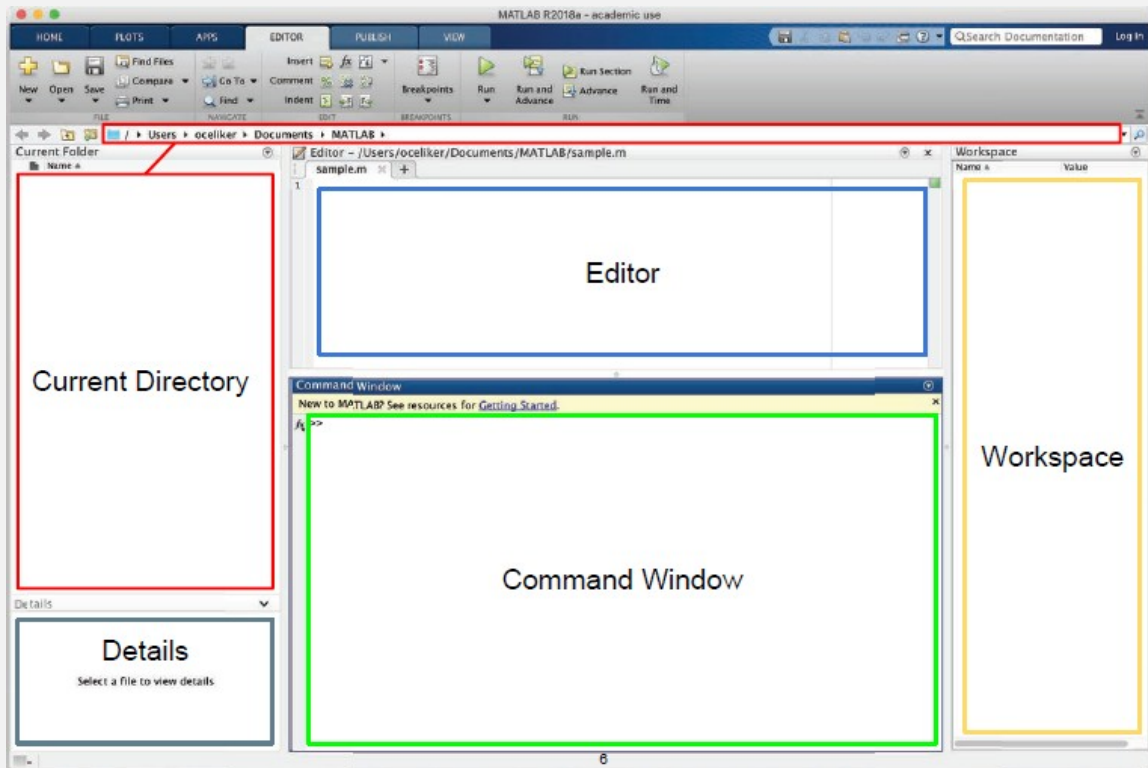 MATLAB R2018a - academic use
HOME PLOTS APPS EDITOR PUBLISH VIEW Search Documentation Log In
Find Files Insert fx
New Open Save Compare Go To Comment Breakpoints Run Run and Advance Run Section Advance Run and Time
Print Find Indent
FILE NAVIGATE EDIT BREAKPOINTS RUN
/ Users oceliker Documents MATLAB
Current Folder
Name
Editor – /Users/oceliker/Documents/MATLAB/sample.m
sample.m +
1
Workspace
Name Value
Editor
Current Directory
Command Window
New to MATLAB? See resources for Getting Started.
fx >>
Workspace
Command Window
Details
Details
Select a file to view details
6